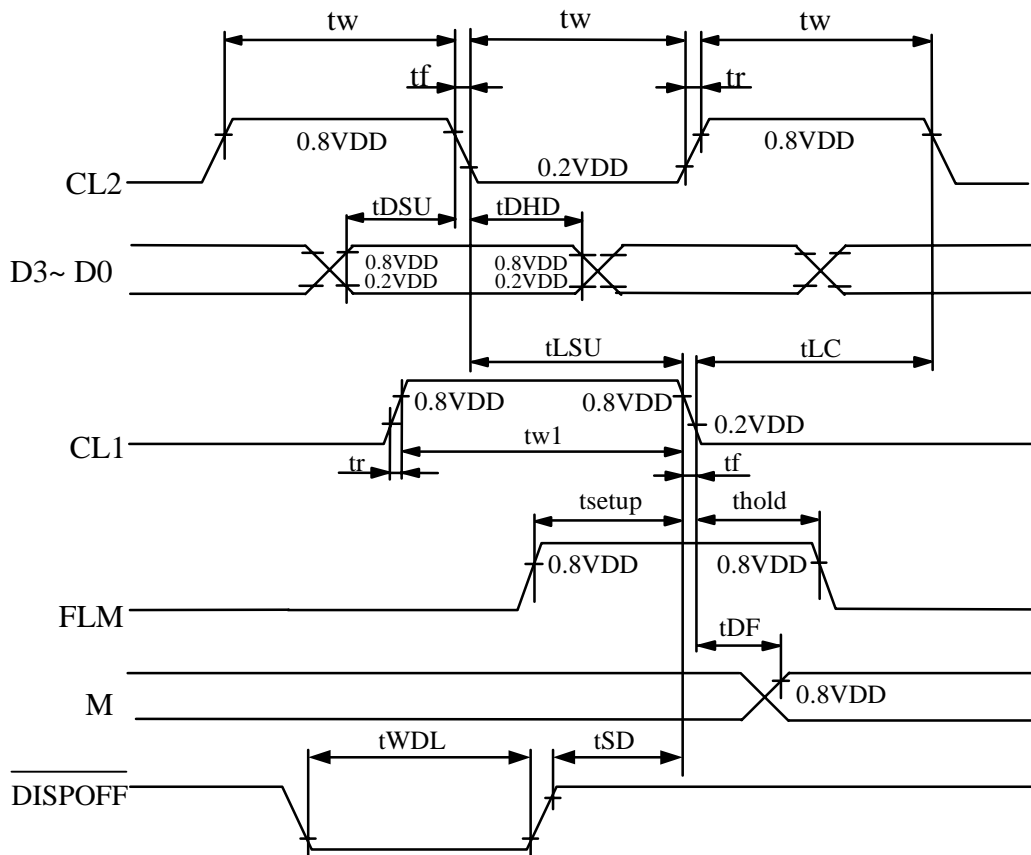 tw tw tw
tf tr
0.8VDD 0.2VDD 0.8VDD
CL2
tDSU tDHD
D3~ D0
0.8VDD 0.8VDD
0.2VDD 0.2VDD
tLSU tLC
0.8VDD 0.8VDD
0.2VDD
CL1
tw1
tr tf
tsetup thold
0.8VDD 0.8VDD
FLM
tDF
M
0.8VDD
tWDL tSD
DISPOFF